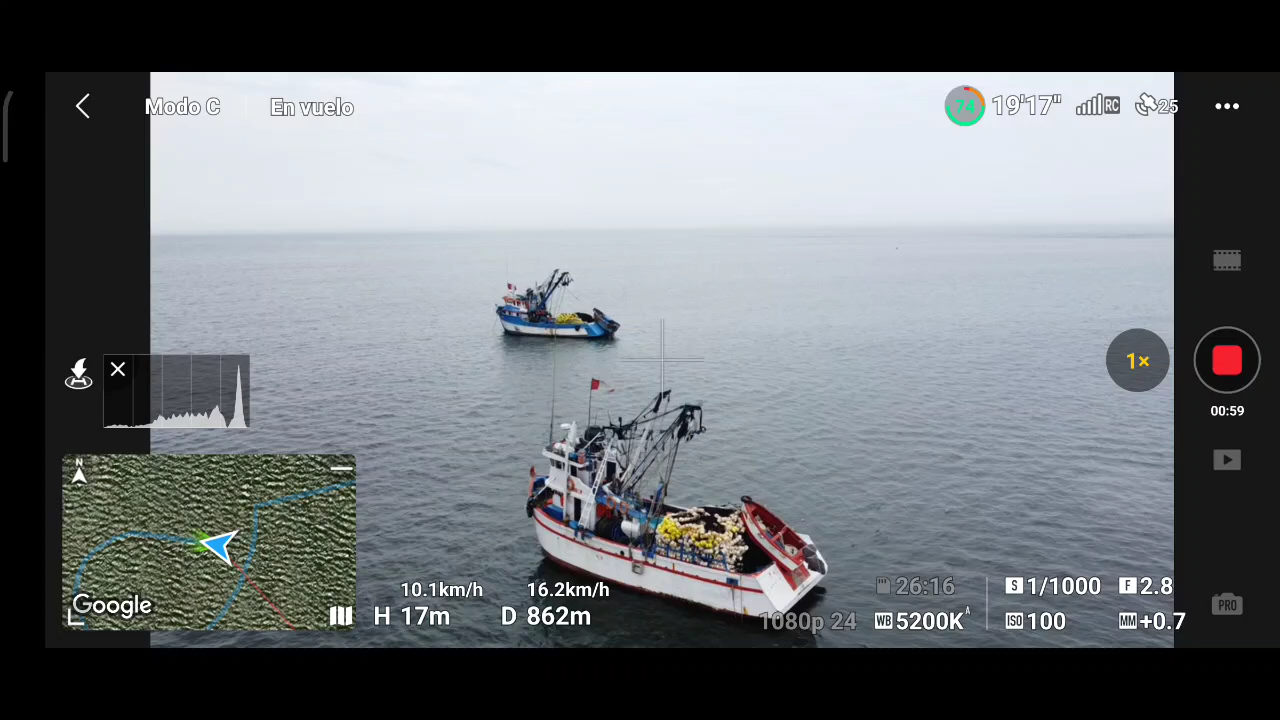 Modo C
En vuelo
74
19'17"
RC
25
1×
00:59
N
Google
10.1km/h
16.2km/h
H 17m
D 862m
26:16
1080p 24
WB 5200K A
S 1/1000
F 2.8
ISO 100
MM +0.7
PRO